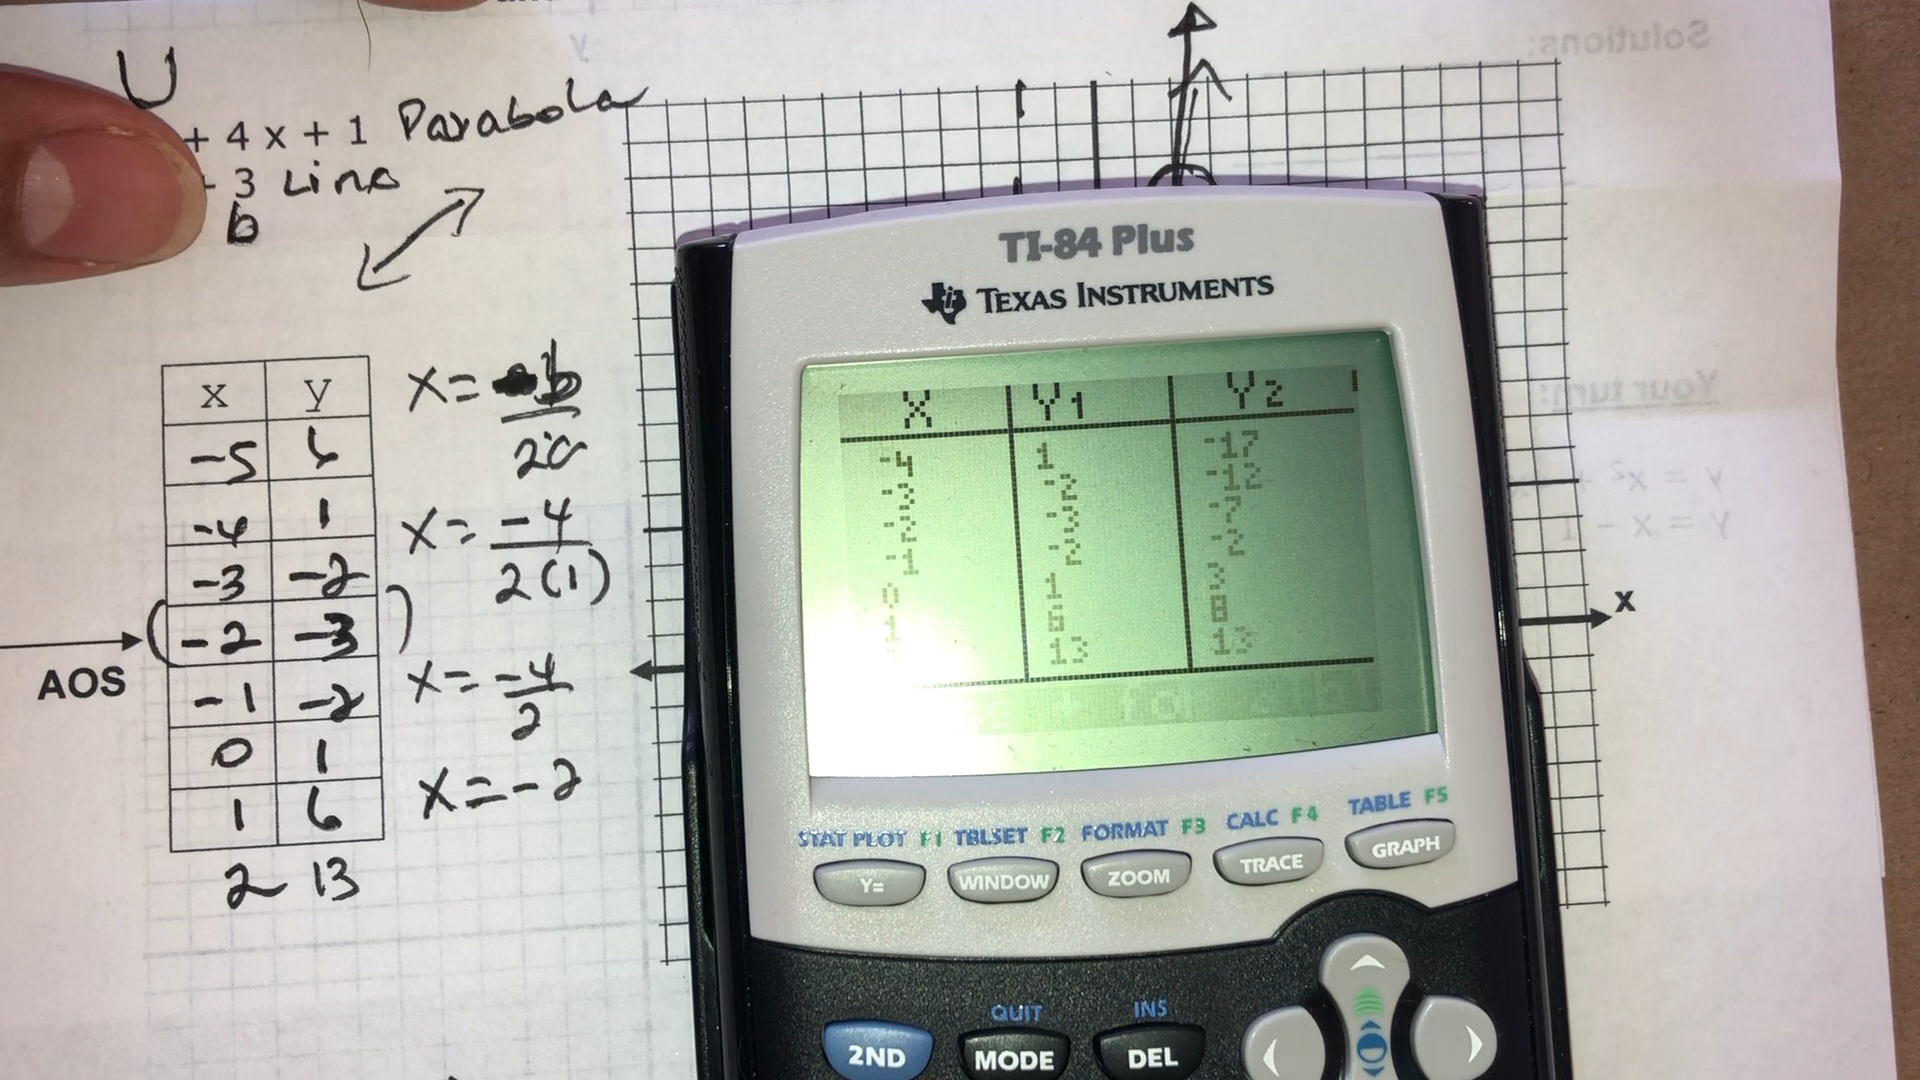 U
+ 4 x + 1 Parabola
3 Line
b
x y
-5 6
-4 1
-3 -2
AOS
( -2 -3 )
-1 -2
0 1
1 6
2 13
x = -b
2a
x = -4
2(1)
x = -4
2
x = -2
y
Solutions:
Your turn:
y = x² +
y = x - 1
x
TI-84 Plus
TEXAS INSTRUMENTS
X Y1 Y2
-4 1 -17
-3 -2 -12
-2 -3 -7
-1 -2 -2
0 1 3
1 6 8
13 13
STAT PLOT F1 TBLSET F2 FORMAT F3 CALC F4 TABLE F5
Y= WINDOW ZOOM TRACE GRAPH
QUIT INS
2ND MODE DEL